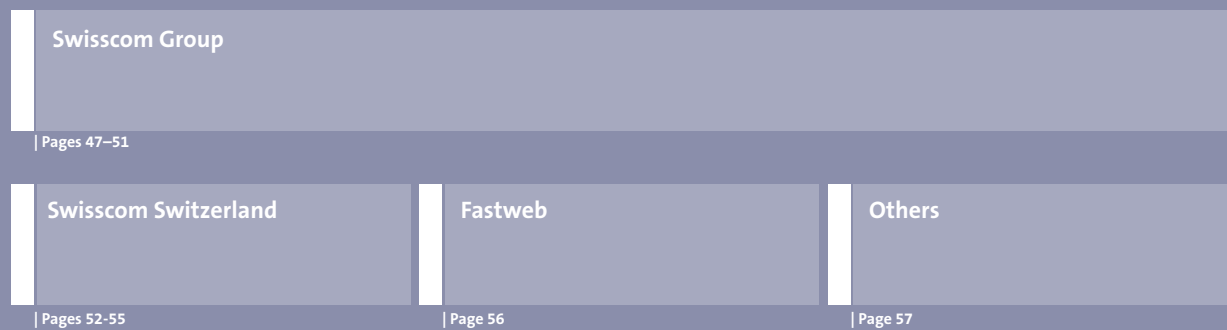 Swisscom Group
| Pages 47–51
Swisscom Switzerland
Fastweb
Others
| Pages 52-55
| Page 56
| Page 57